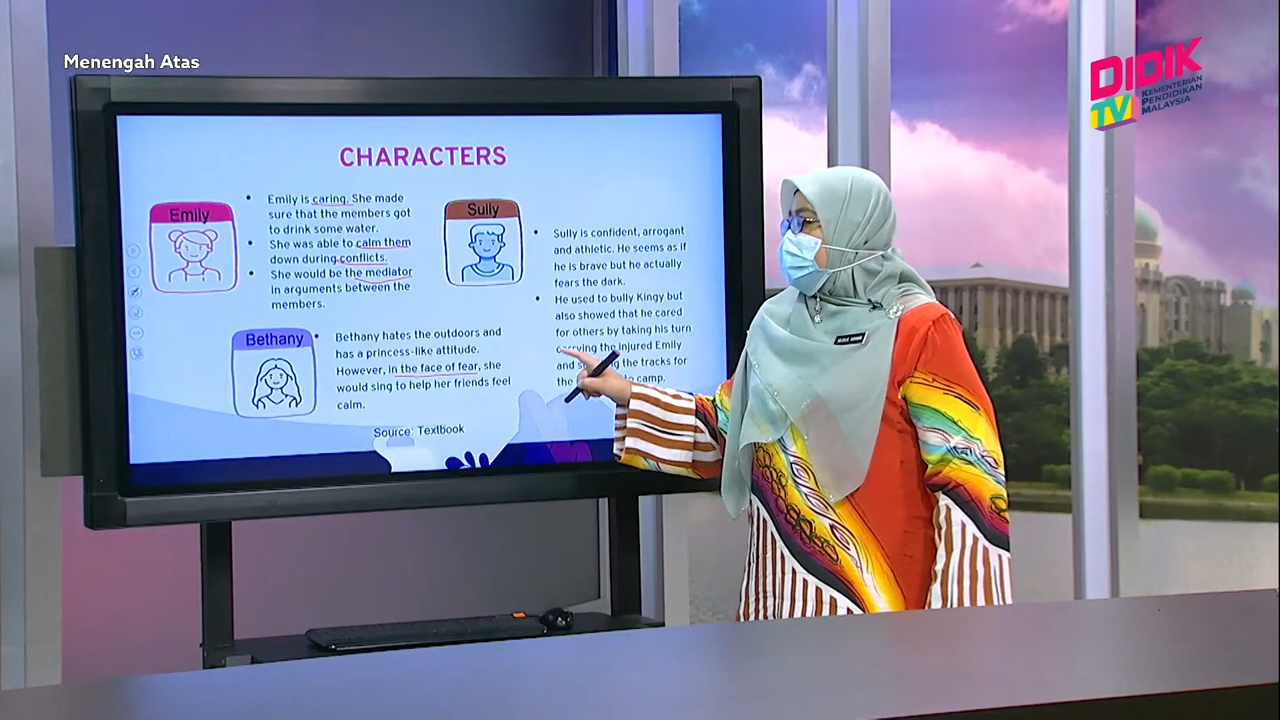 Menengah Atas
DIDIK
TV
KEMENTERIAN
PENDIDIKAN
MALAYSIA
CHARACTERS
Emily
Emily is caring. She made
sure that the members got
to drink some water.
She was able to calm them
down during conflicts.
She would be the mediator
in arguments between the
members.
Sully
Sully is confident, arrogant
and athletic. He seems as if
he is brave but he actually
fears the dark.
He used to bully Kingy but
also showed that he cared
for others by taking his turn
carrying the injured Emily
and the tracks for
the camp.
Bethany
Bethany hates the outdoors and
has a princess-like attitude.
However, in the face of fear, she
would sing to help her friends feel
calm.
Source: Textbook